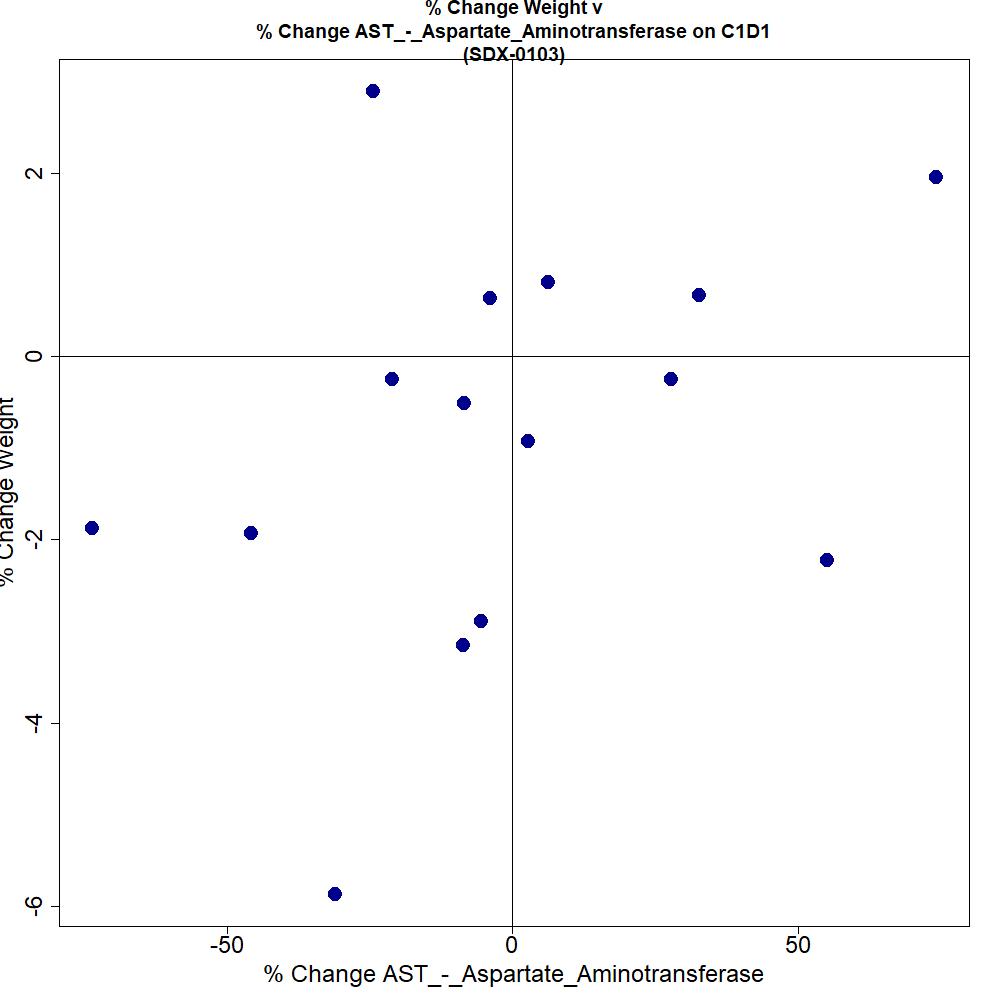 % Change Weight v
% Change AST_-_Aspartate_Aminotransferase on C1D1
(SDX-0103)
2
0
-2
-4
-6
% Change Weight
-50
0
50
% Change AST_-_Aspartate_Aminotransferase